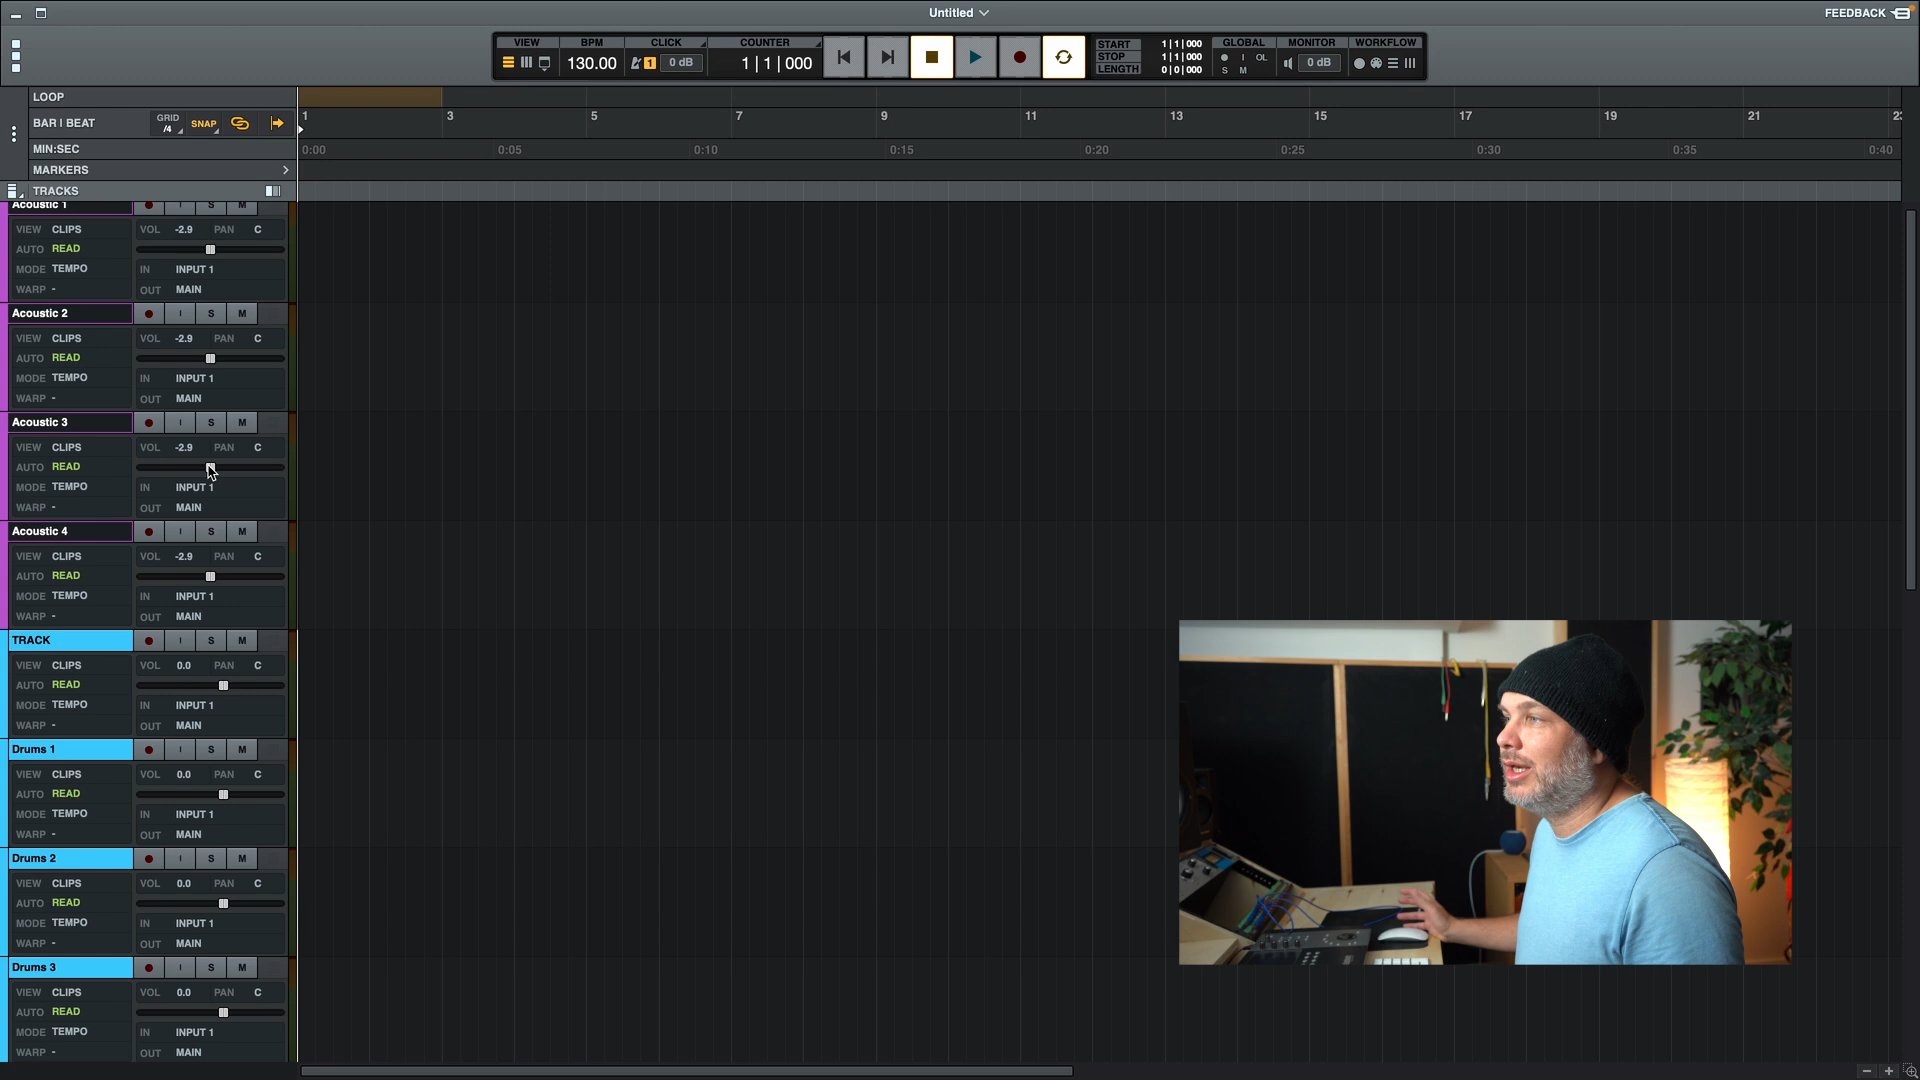 Untitled
FEEDBACK
VIEW BPM CLICK COUNTER
130.00 1 0 dB 1 | 1 | 000
START 1|1|000
STOP 1|1|000
LENGTH 0|0|000
GLOBAL MONITOR WORKFLOW
I OL
S M
0 dB
LOOP
BAR | BEAT GRID /4 SNAP
1 3 5 7 9 11 13 15 17 19 21
MIN:SEC 0:00 0:05 0:10 0:15 0:20 0:25 0:30 0:35 0:40
MARKERS
TRACKS
Acoustic 1 I S M
VIEW CLIPS VOL -2.9 PAN C
AUTO READ
MODE TEMPO IN INPUT 1
WARP - OUT MAIN
Acoustic 2 I S M
VIEW CLIPS VOL -2.9 PAN C
AUTO READ
MODE TEMPO IN INPUT 1
WARP - OUT MAIN
Acoustic 3 I S M
VIEW CLIPS VOL -2.9 PAN C
AUTO READ
MODE TEMPO IN INPUT 1
WARP - OUT MAIN
Acoustic 4 I S M
VIEW CLIPS VOL -2.9 PAN C
AUTO READ
MODE TEMPO IN INPUT 1
WARP - OUT MAIN
TRACK I S M
VIEW CLIPS VOL 0.0 PAN C
AUTO READ
MODE TEMPO IN INPUT 1
WARP - OUT MAIN
Drums 1 I S M
VIEW CLIPS VOL 0.0 PAN C
AUTO READ
MODE TEMPO IN INPUT 1
WARP - OUT MAIN
Drums 2 I S M
VIEW CLIPS VOL 0.0 PAN C
AUTO READ
MODE TEMPO IN INPUT 1
WARP - OUT MAIN
Drums 3 I S M
VIEW CLIPS VOL 0.0 PAN C
AUTO READ
MODE TEMPO IN INPUT 1
WARP - OUT MAIN